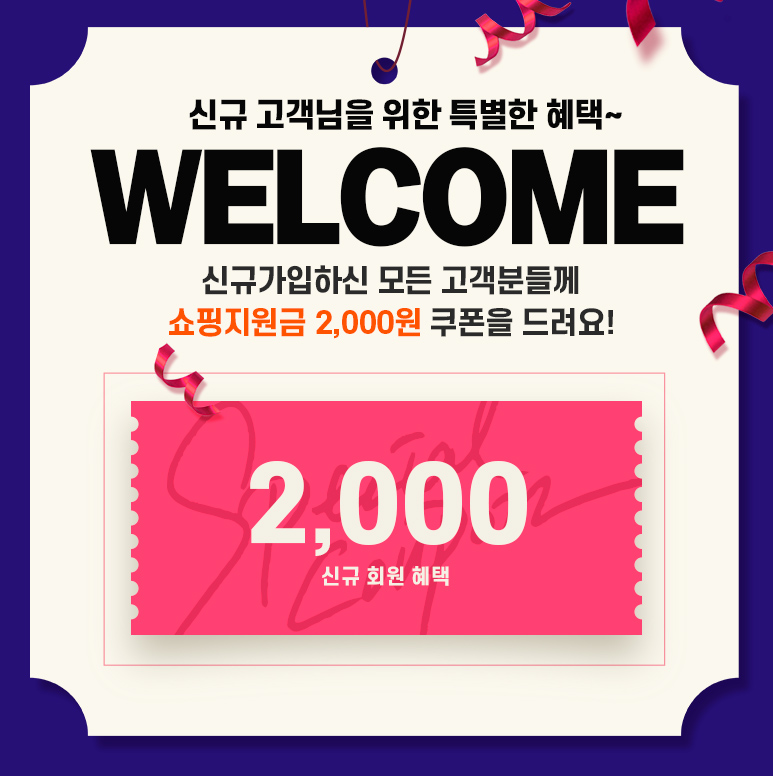 신규 고객님을 위한 특별한 혜택~
WELCOME
신규가입하신 모든 고객분들께
쇼핑지원금 2,000원 쿠폰을 드려요!
Special
Coupon
2,000
신규 회원 혜택